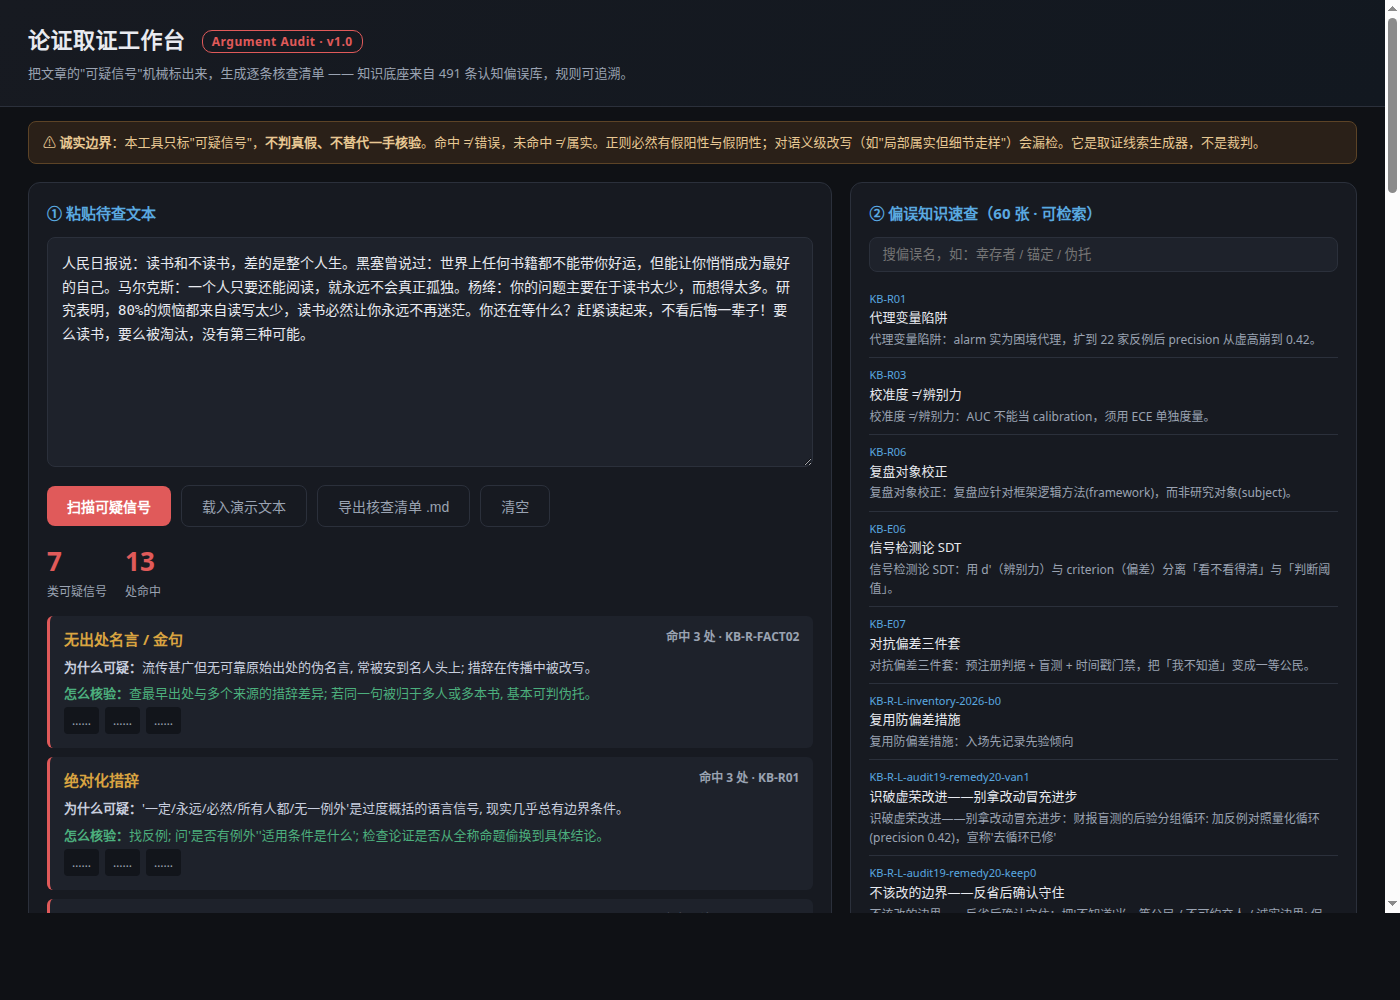 论证取证工作台
Argument Audit · v1.0
把文章的"可疑信号"机械标出来，生成逐条核查清单 —— 知识底座来自 491 条认知偏误库，规则可追溯。
⚠ 诚实边界：本工具只标"可疑信号"，不判真假、不替代一手核验。命中 ≠ 错误，未命中 ≠ 属实。正则必然有假阳性与假阴性；对语义级改写（如"局部属实但细节走样"）会漏检。它是取证线索生成器，不是裁判。
① 粘贴待查文本
人民日报说：读书和不读书，差的是整个人生。黑塞曾说过：世界上任何书籍都不能带你好运，但能让你悄悄成为最好
的自己。马尔克斯：一个人只要还能阅读，就永远不会真正孤独。杨绛：你的问题主要在于读书太少，而想得太多。研
究表明，80%的烦恼都来自读写太少，读书必然让你永远不再迷茫。你还在等什么？赶紧读起来，不看后悔一辈子！要
么读书，要么被淘汰，没有第三种可能。
扫描可疑信号
载入演示文本
导出核查清单 .md
清空
7
类可疑信号
13
处命中
无出处名言 / 金句
命中 3 处 · KB-R-FACT02
为什么可疑：流传甚广但无可靠原始出处的伪名言, 常被安到名人头上; 措辞在传播中被改写。
怎么核验：查最早出处与多个来源的措辞差异; 若同一句被归于多人或多本书, 基本可判伪托。
…… …… ……
绝对化措辞
命中 3 处 · KB-R01
为什么可疑：'一定/永远/必然/所有人都/无一例外'是过度概括的语言信号, 现实几乎总有边界条件。
怎么核验：找反例; 问'是否有例外''适用条件是什么'; 检查论证是否从全称命题偷换到具体结论。
…… …… ……
② 偏误知识速查（60 张 · 可检索）
搜偏误名，如：幸存者 / 锚定 / 伪托
KB-R01
代理变量陷阱
代理变量陷阱：alarm 实为困境代理，扩到 22 家反例后 precision 从虚高崩到 0.42。
KB-R03
校准度 ≠ 辨别力
校准度 ≠ 辨别力：AUC 不能当 calibration，须用 ECE 单独度量。
KB-R06
复盘对象校正
复盘对象校正：复盘应针对框架逻辑方法(framework)，而非研究对象(subject)。
KB-E06
信号检测论 SDT
信号检测论 SDT：用 d'（辨别力）与 criterion（偏差）分离「看不看得清」与「判断阈
值」。
KB-E07
对抗偏差三件套
对抗偏差三件套：预注册判据 + 盲测 + 时间戳门禁，把「我不知道」变成一等公民。
KB-R-L-inventory-2026-b0
复用防偏差措施
复用防偏差措施：入场先记录先验倾向
KB-R-L-audit19-remedy20-van1
识破虚荣改进——别拿改动冒充进步
识破虚荣改进——别拿改动冒充进步：财报盲测的后验分组循环: 加反例对照量化循环
(precision 0.42)，宣称'去循环已修'
KB-R-L-audit19-remedy20-keep0
不该改的边界——反省后确认守住